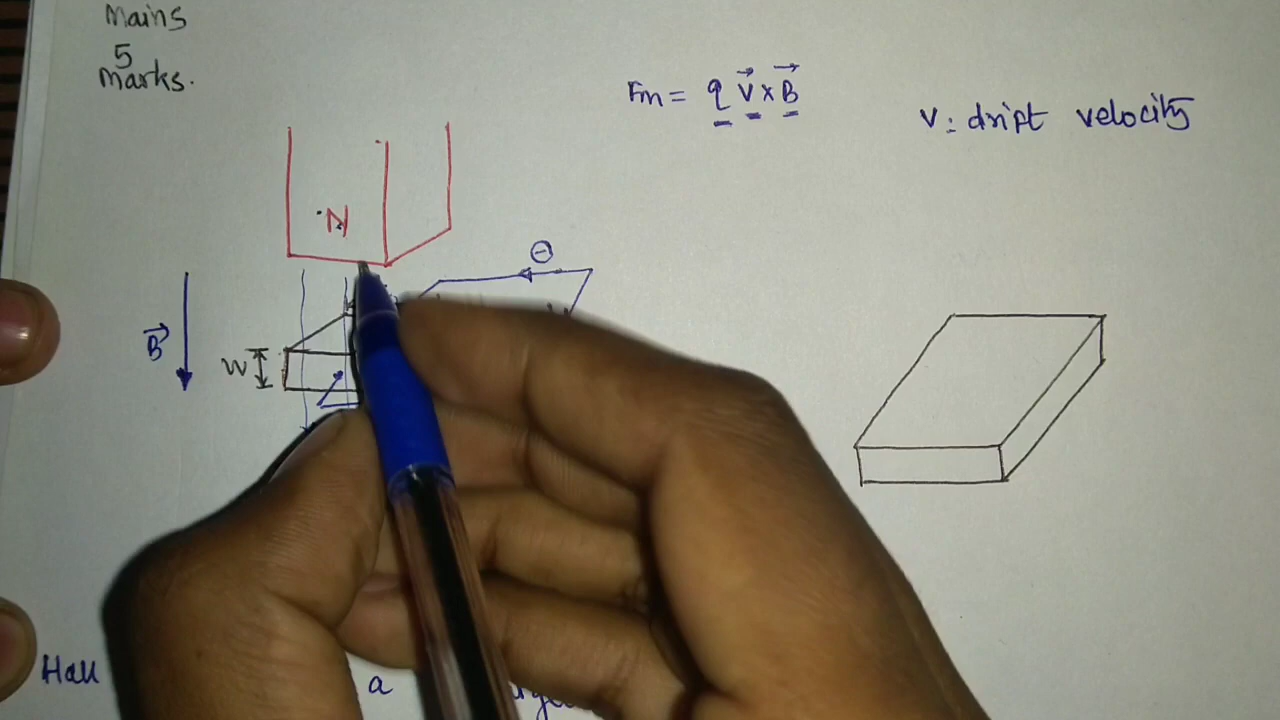 Mains
5
marks.
Fm = q V⃗ × B⃗
V: drift velocity
N
⊖
B⃗
W
Hall
a